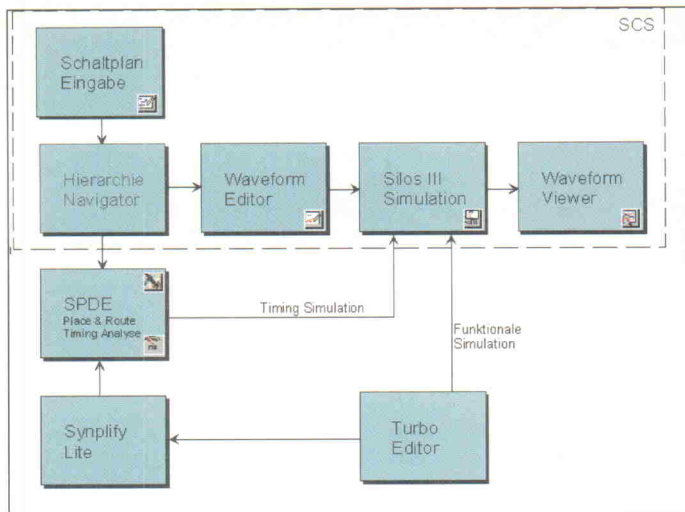 SCS
Schaltplan
Eingabe
Hierarchie
Navigator
Waveform
Editor
Silos III
Simulation
Waveform
Viewer
SPDE
Place & Route
Timing Analyse
Timing Simulation
Funktionale
Simulation
Synplify
Lite
Turbo
Editor